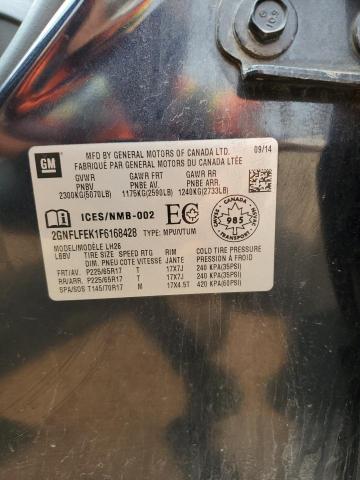 GM
MFD BY GENERAL MOTORS OF CANADA LTD.
09/14
FABRIQUÉ PAR GENERAL MOTORS DU CANADA LTÉE
GVWR GAWR FRT GAWR RR
PNBV PNBE AV. PNBE ARR.
2300KG(5070LB) 1175KG(2590LB) 1240KG(2733LB)
ICES/NMB-002 EC
2GNFLFEK1F6168428 TYPE: MPV/VTUM
985
CANADA
TRANSPORT
MODEL/MODÈLE LH26
LBBV TIRE SIZE SPEED RTG RIM COLD TIRE PRESSURE
DIM. PNEU COTE VITESSE JANTE PRESSION À FROID
FRT/AV. P225/65R17 T 17X7J 240 KPA(35PSI)
RR/ARR. P225/65R17 T 17X7J 240 KPA(35PSI)
SPA/SDS T145/70R17 M 17X4.5T 420 KPA(60PSI)